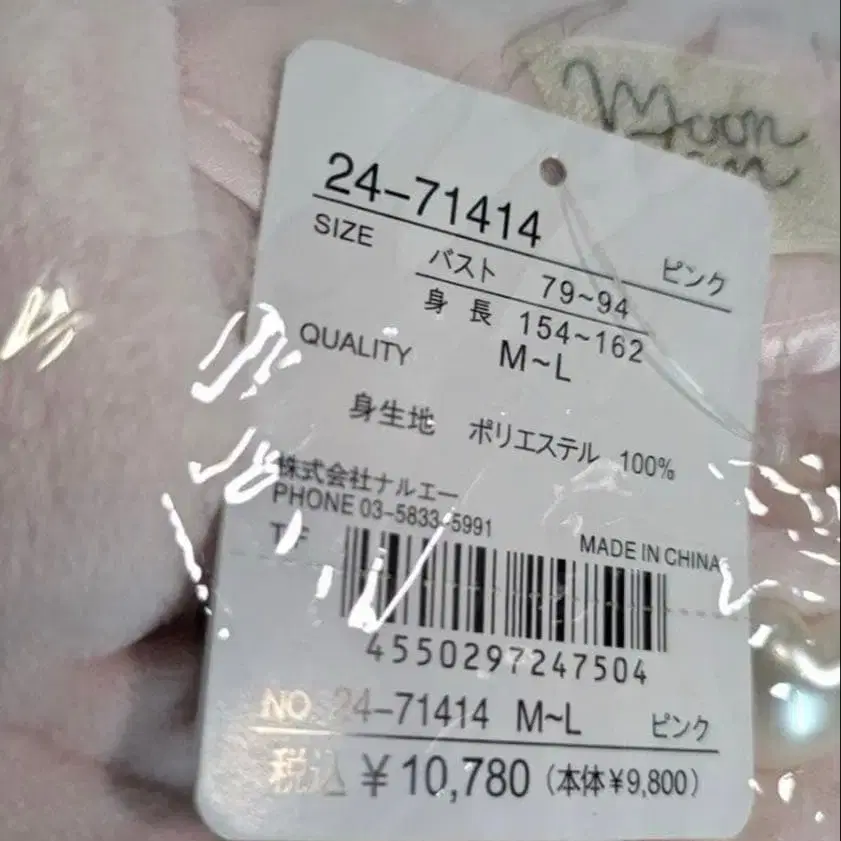 Moon
24-71414
ピンク
SIZE
バスト 79~94
身 長 154~162
M~L
QUALITY
身生地 ポリエステル 100%
株式会社ナルエー
PHONE 03-5833-5991
MADE IN CHINA
4550297247504
NO. 24-71414 M~L ピンク
税込 ¥10,780 (本体¥9,800)